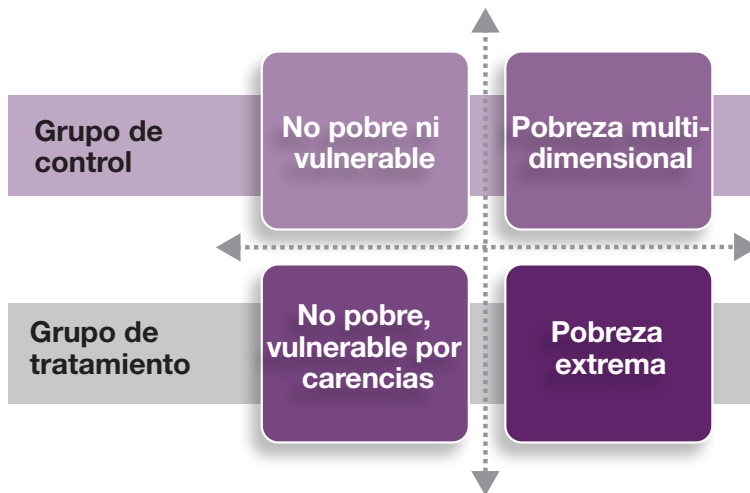 Grupo de
control
No pobre ni
vulnerable
Pobreza multi-
dimensional
Grupo de
tratamiento
No pobre,
vulnerable por
carencias
Pobreza
extrema